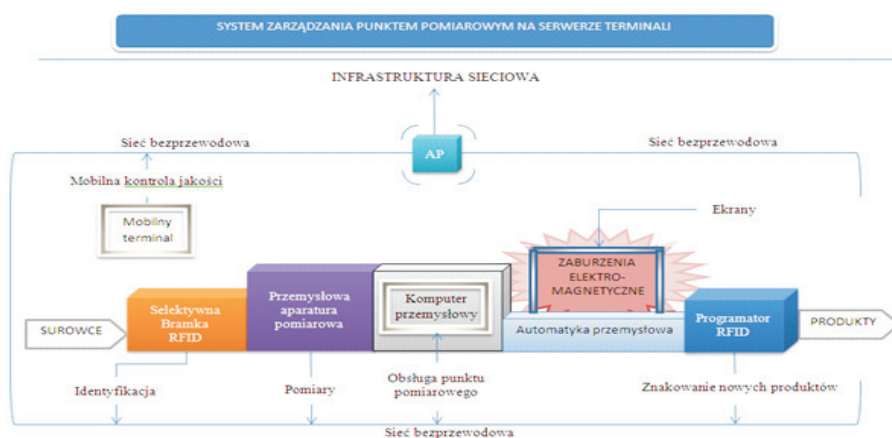 SYSTEM ZARZĄDZANIA PUNKTEM POMIAROWYM NA SERWERZE TERMINALI
INFRASTRUKTURA SIECIOWA
Sieć bezprzewodowa
AP
Sieć bezprzewodowa
Mobilna kontrola jakości
Mobilny
terminal
Ekrany
ZABURZENIA
ELEKTRO-
MAGNETYCZNE
SUROWCE
Selektywna
Bramka
RFID
Przemysłowa
aparatura
pomiarowa
Komputer
przemysłowy
Automatyka przemysłowa
Programator
RFID
PRODUKTY
Identyfikacja
Pomiary
Obsługa punktu
pomiarowego
Znakowanie nowych produktów
Sieć bezprzewodowa